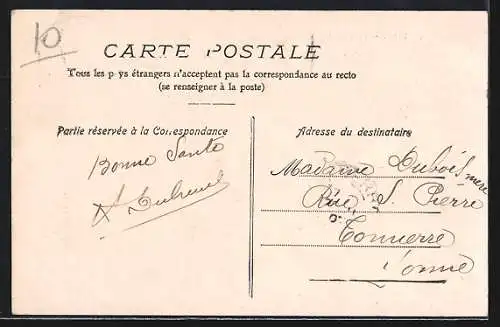 10
CARTE POSTALE
Tous les pays étrangers n'acceptent pas la correspondance au recto
(se renseigner à la poste)
Partie réservée à la Correspondance
Bonne Santé
Adresse du destinataire
Madame Dubois mère
Rue S. Pierre
Tonnerre
Yonne